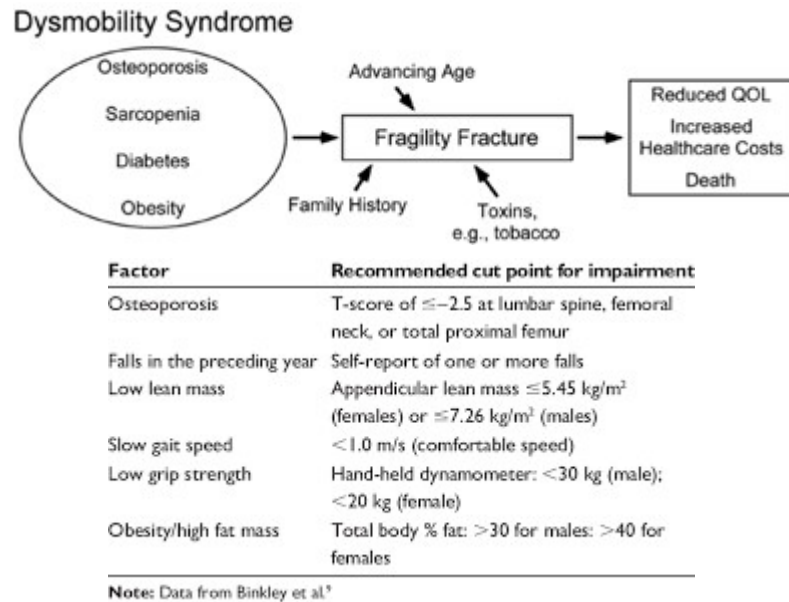 Dysmobility Syndrome
Osteoporosis
Sarcopenia
Diabetes
Obesity
Advancing Age
Fragility Fracture
Family History
Toxins,
e.g., tobacco
Reduced QOL
Increased
Healthcare Costs
Death
Factor Recommended cut point for impairment
Osteoporosis T-score of ≤−2.5 at lumbar spine, femoral
neck, or total proximal femur
Falls in the preceding year Self-report of one or more falls
Low lean mass Appendicular lean mass ≤5.45 kg/m²
(females) or ≤7.26 kg/m² (males)
Slow gait speed <1.0 m/s (comfortable speed)
Low grip strength Hand-held dynamometer: <30 kg (male);
<20 kg (female)
Obesity/high fat mass Total body % fat: >30 for males: >40 for
females
Note: Data from Binkley et al.⁹